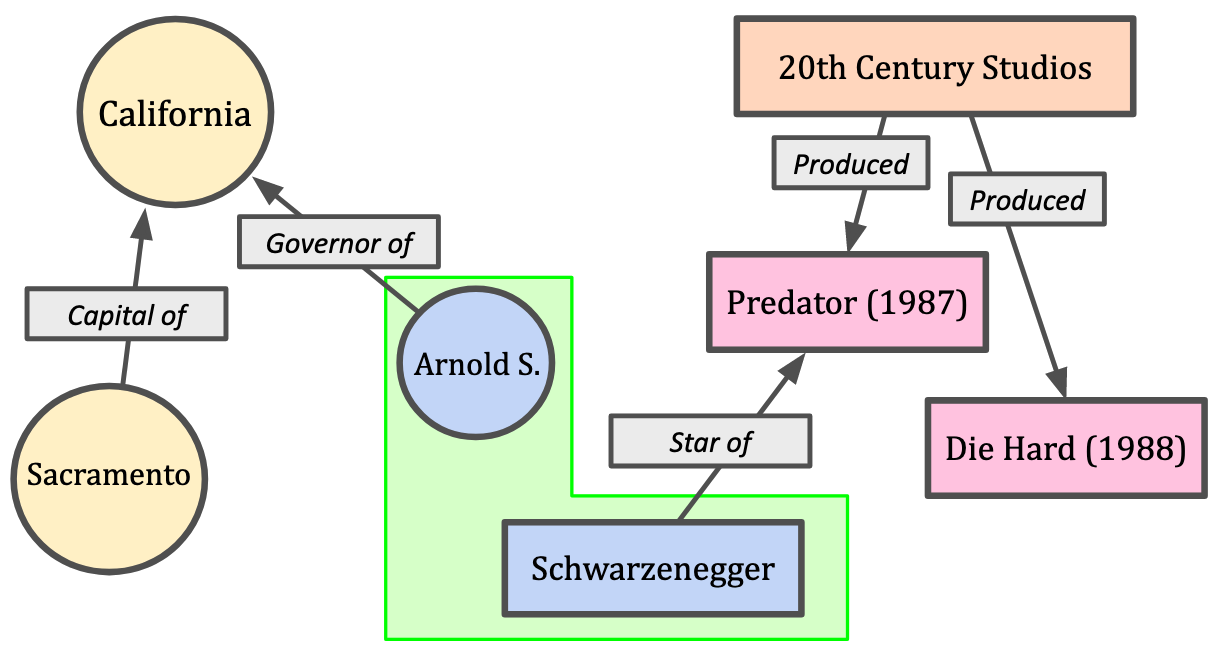 California
20th Century Studios
Produced
Produced
Governor of
Predator (1987)
Capital of
Arnold S.
Star of
Die Hard (1988)
Sacramento
Schwarzenegger